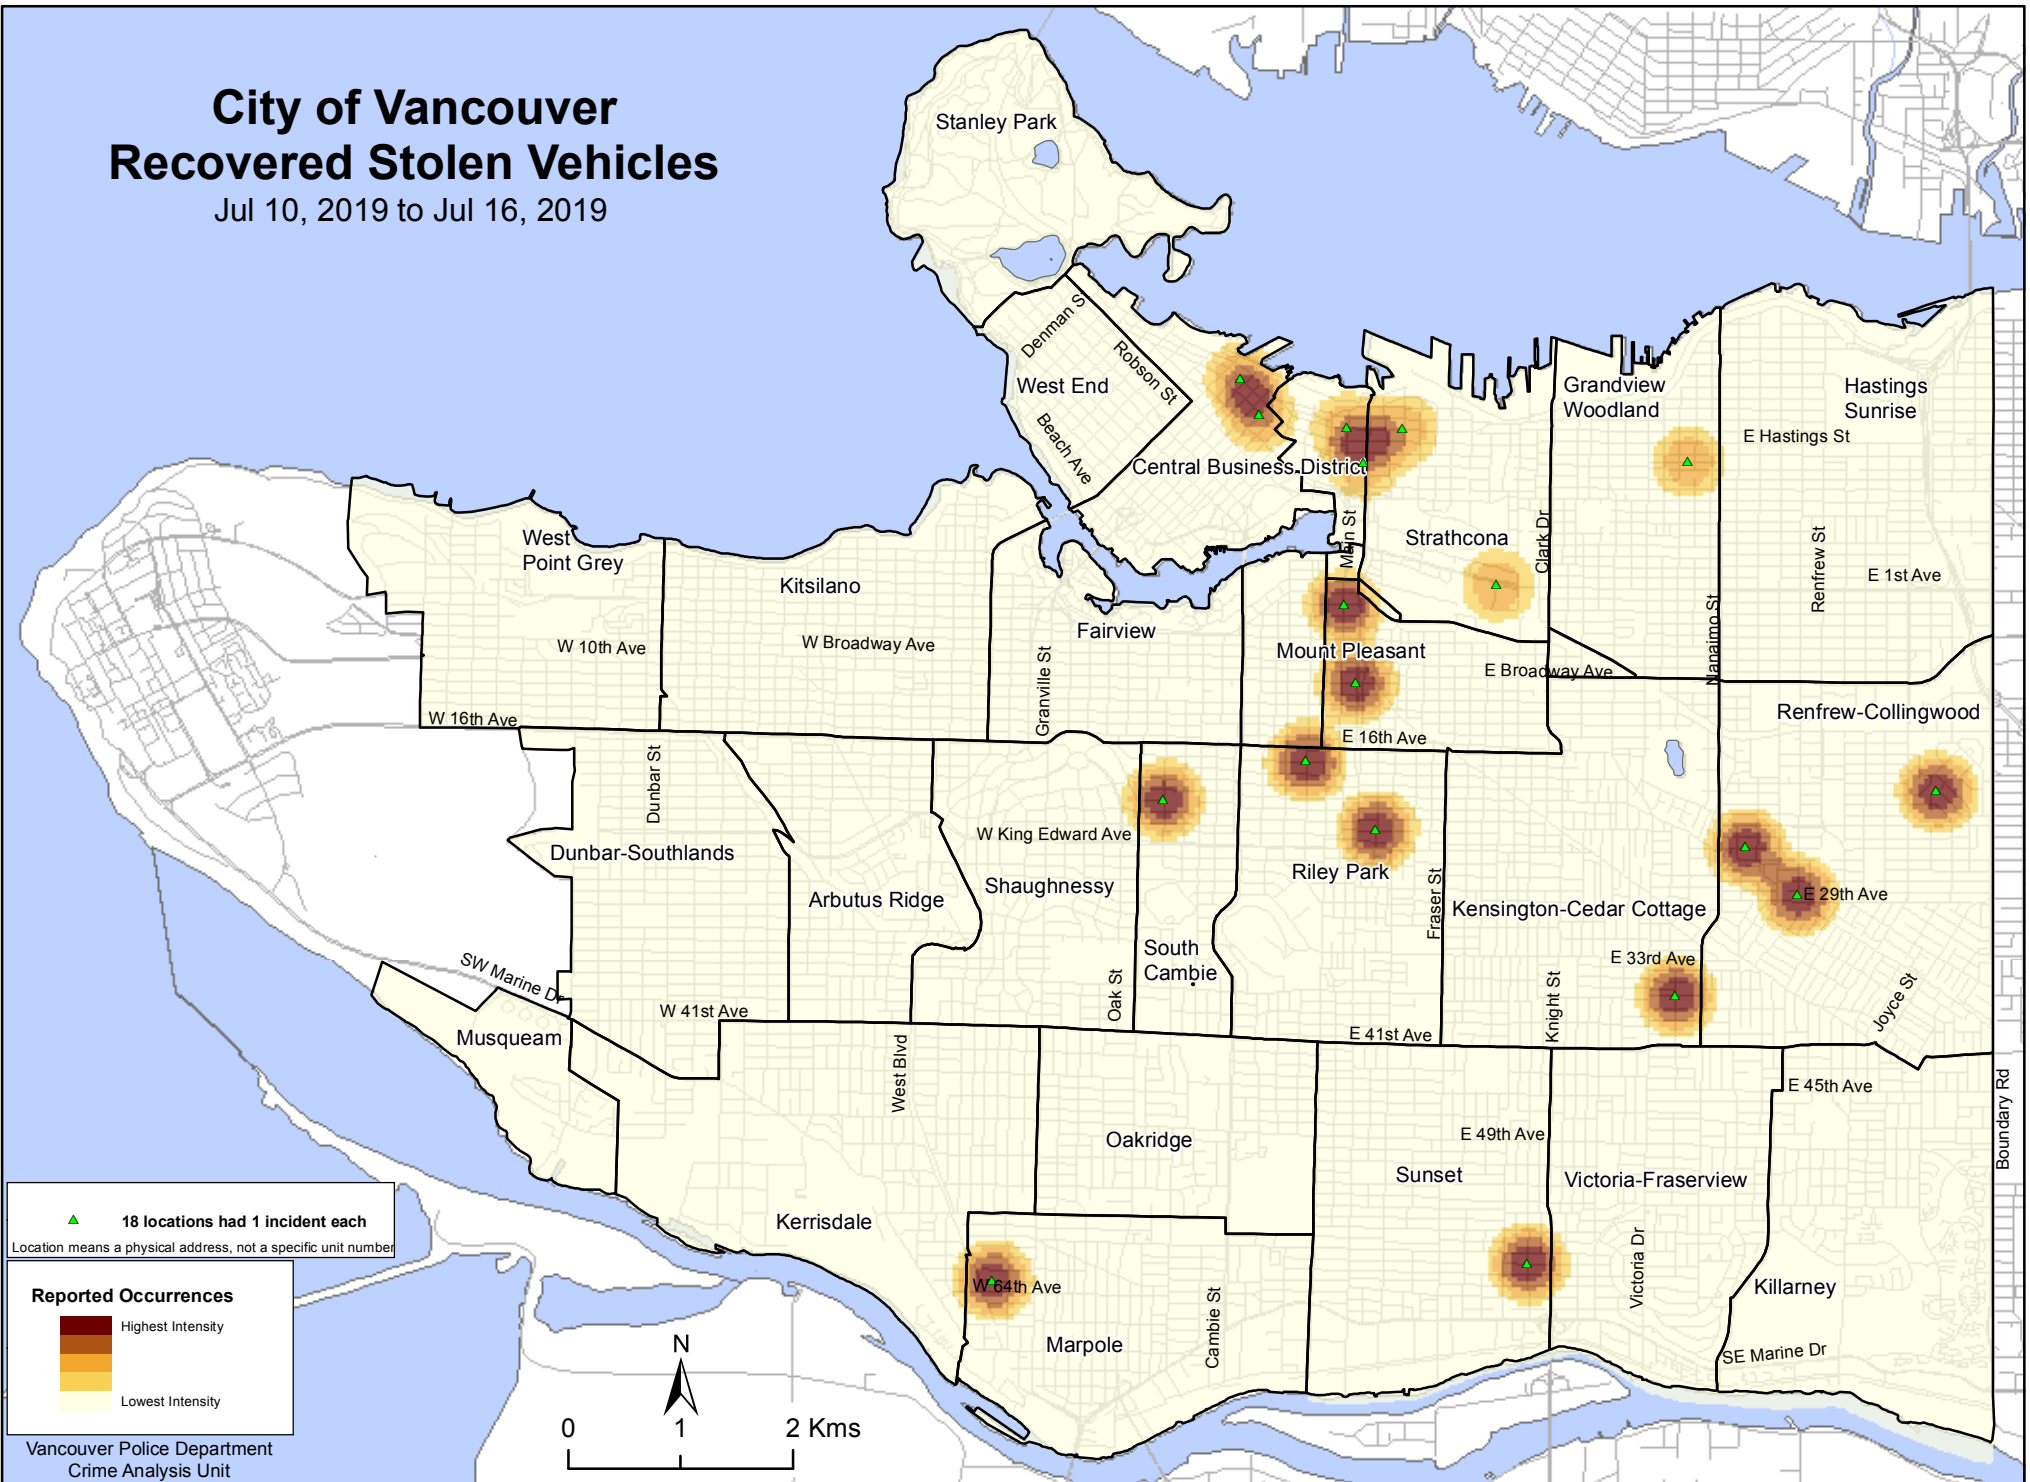 City of Vancouver
Recovered Stolen Vehicles
Jul 10, 2019 to Jul 16, 2019
Stanley Park
Denman S
Robson St
West End
Beach Ave
Central Business District
Grandview
Woodland
Hastings
Sunrise
E Hastings St
West
Point Grey
Kitsilano
Fairview
Main St
Strathcona
Clark Dr
Nanaimo St
Renfrew St
E 1st Ave
W 10th Ave
W Broadway Ave
Granville St
Mount Pleasant
E Broadway Ave
W 16th Ave
E 16th Ave
Renfrew-Collingwood
Dunbar St
Dunbar-Southlands
Arbutus Ridge
W King Edward Ave
Shaughnessy
Riley Park
Fraser St
Kensington-Cedar Cottage
E 29th Ave
South
Cambie
Oak St
E 33rd Ave
Knight St
Joyce St
SW Marine Dr
W 41st Ave
E 41st Ave
Musqueam
West Blvd
E 45th Ave
Boundary Rd
Oakridge
E 49th Ave
Sunset
Victoria-Fraserview
Kerrisdale
Victoria Dr
Killarney
W 64th Ave
Marpole
Cambie St
SE Marine Dr
18 locations had 1 incident each
Location means a physical address, not a specific unit number
Reported Occurrences
Highest Intensity
Lowest Intensity
Vancouver Police Department
Crime Analysis Unit
N
0 1 2 Kms